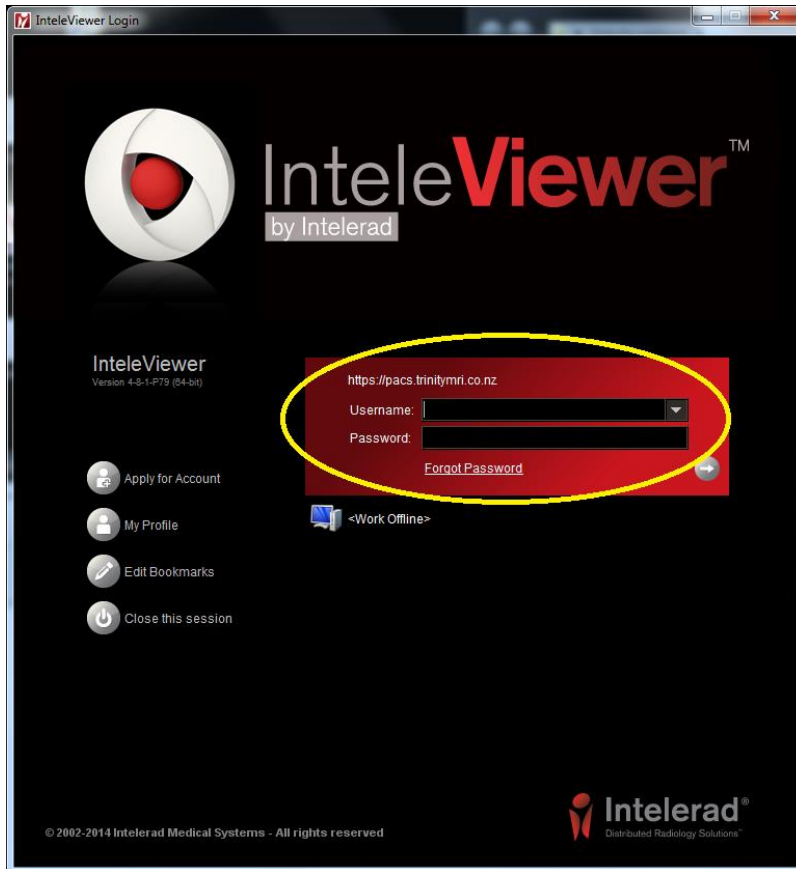 InteleViewer Login
InteleViewer™
by Intelerad
InteleViewer
Version 4-8-1-P79 (64-bit)
https://pacs.trinitymri.co.nz
Username:
Password:
Forgot Password
Apply for Account
<Work Offline>
My Profile
Edit Bookmarks
Close this session
Intelerad®
Distributed Radiology Solutions™
© 2002-2014 Intelerad Medical Systems - All rights reserved